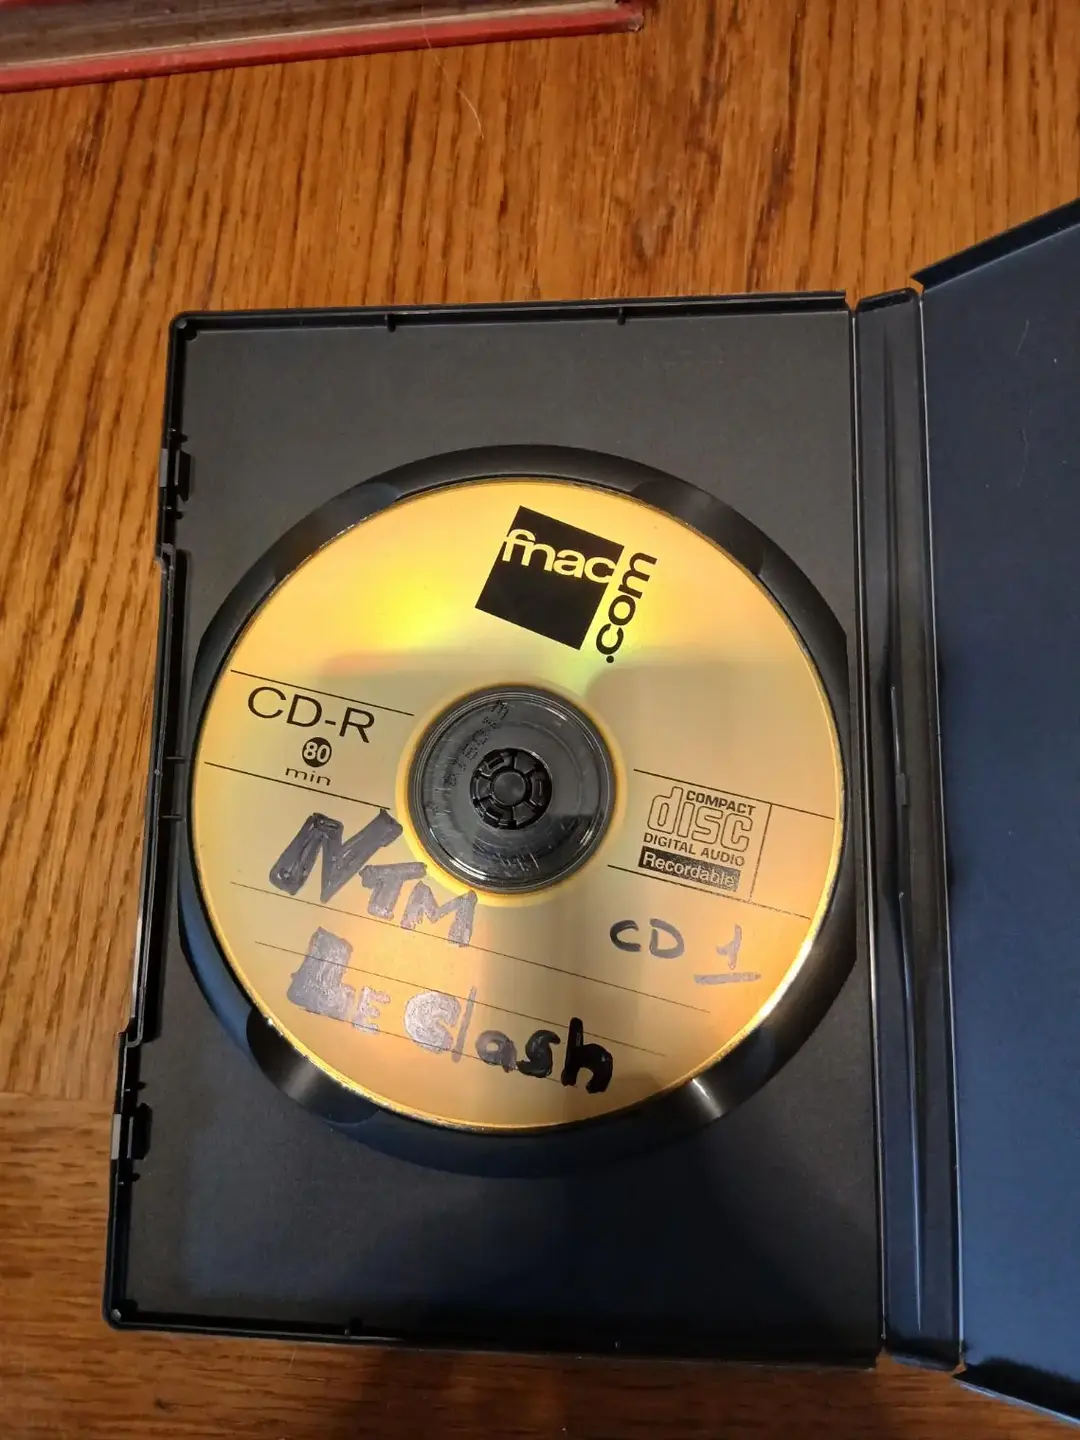 fnac.com
CD-R
80
min
COMPACT
disc
DIGITAL AUDIO
Recordable
NTM
CD 1
Le Clash